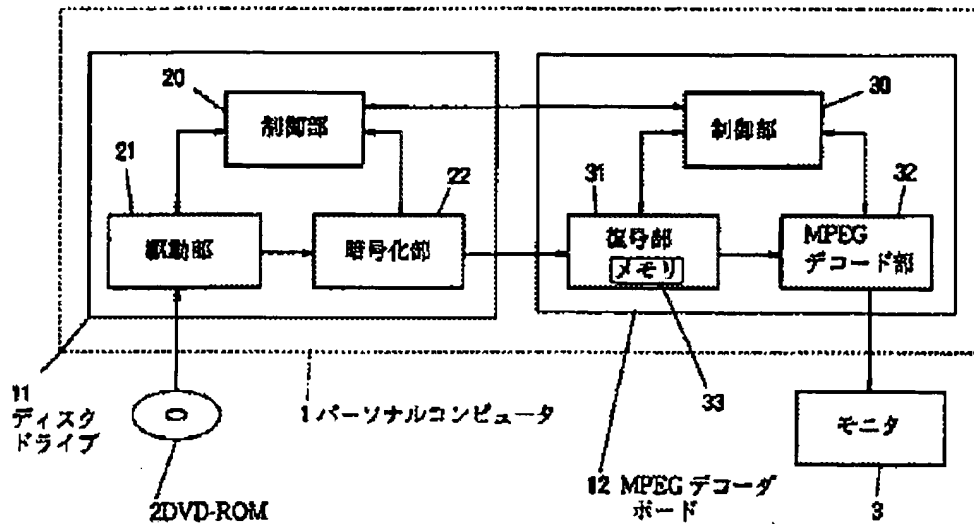 20
制御部
30
制御部
21
22
31
32
駆動部
暗号化部
復号部
メモリ
MPEG
デコード部
11
ディスク
ドライブ
1パーソナルコンピュータ
33
モニタ
2DVD-ROM
12 MPEG デコーダ
ボード
3